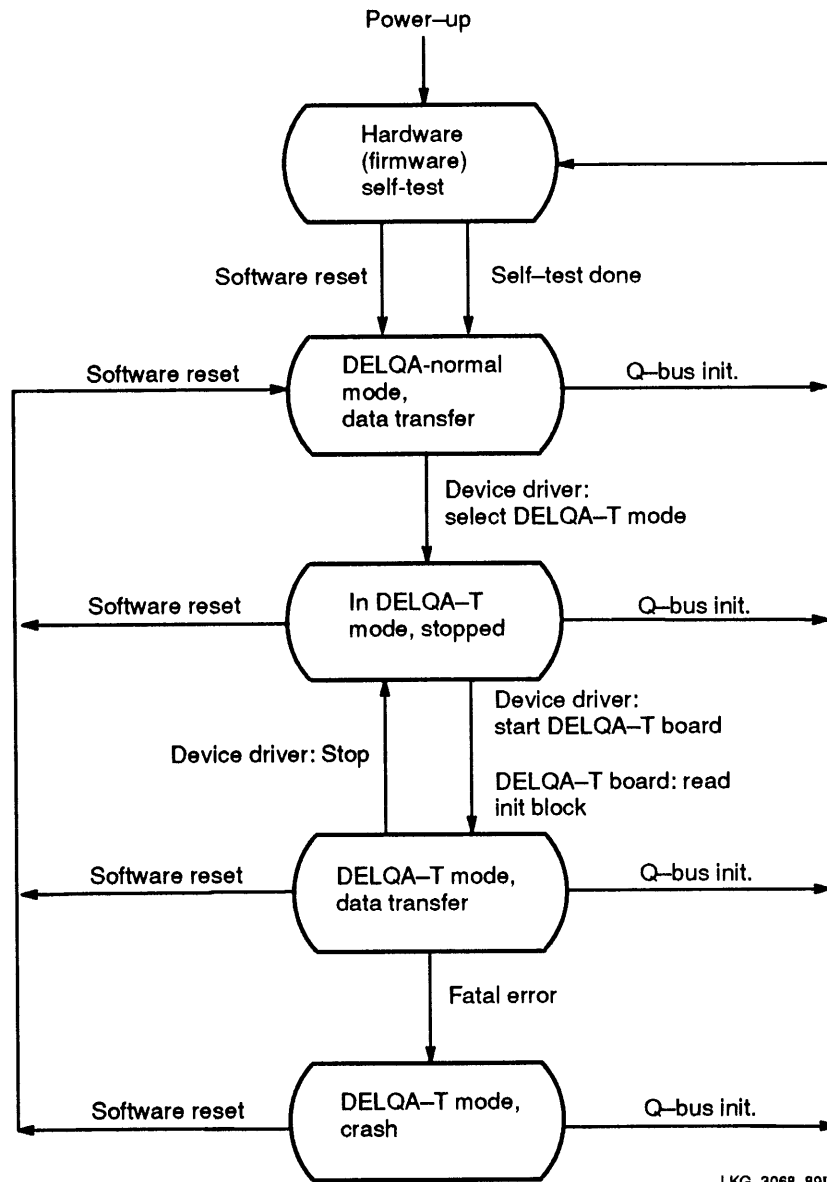 Power–up
Hardware
(firmware)
self-test
Software reset
Self–test done
Software reset
DELQA-normal
mode,
data transfer
Q–bus init.
Device driver:
select DELQA–T mode
Software reset
In DELQA–T
mode, stopped
Q–bus init.
Device driver:
start DELQA–T board
Device driver: Stop
DELQA–T board: read
init block
Software reset
DELQA–T mode,
data transfer
Q–bus init.
Fatal error
Software reset
DELQA–T mode,
crash
Q–bus init.